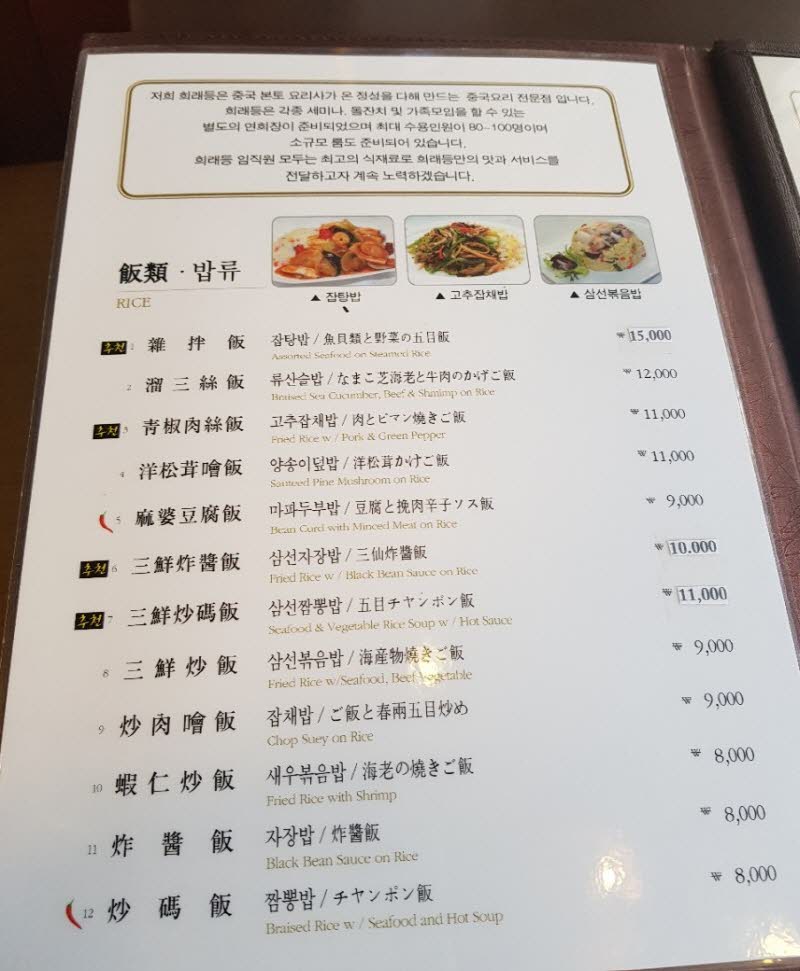 저희 희래등은 중국 본토 요리사가 온 정성을 다해 만드는 중국요리 전문점 입니다.
희래등은 각종 세미나, 돌잔치 및 가족모임을 할 수 있는
별도의 연회장이 준비되었으며 최대 수용인원이 80~100명이며
소규모 룸도 준비되어 있습니다.
희래등 임직원 모두는 최고의 식재료로 희래등만의 맛과 서비스를
전달하고자 계속 노력하겠습니다.
飯類 · 밥류
RICE
▲ 잡탕밥 ▲ 고추잡채밥 ▲ 삼선볶음밥
추천 1 雜拌飯 잡탕밥 / 魚貝類と野菜の五目飯 ₩ 15,000
Assorted Seafood on Steamed Rice
2 溜三絲飯 류산슬밥 / なまこ芝海老と牛肉のかげご飯 ₩ 12,000
Braised Sea Cucumber, Beef & Shrimp on Rice
추천 3 青椒肉絲飯 고추잡채밥 / 肉とピマン焼きご飯 ₩ 11,000
Fried Rice w / Pork & Green Pepper
4 洋松茸噲飯 양송이덮밥 / 洋松茸かけご飯 ₩ 11,000
Sauteed Pine Mushroom on Rice
5 麻婆豆腐飯 마파두부밥 / 豆腐と挽肉辛子ソス飯 ₩ 9,000
Bean Curd with Minced Meat on Rice
추천 6 三鮮炸醬飯 삼선자장밥 / 三仙炸醬飯 ₩ 10.000
Fried Rice w / Black Bean Sauce on Rice
추천 7 三鮮炒碼飯 삼선짬뽕밥 / 五目チヤンポン飯 ₩ 11,000
Seafood & Vegetable Rice Soup w / Hot Sauce
8 三鮮炒飯 삼선볶음밥 / 海産物焼きご飯 ₩ 9,000
Fried Rice w/Seafood, Beef Vegetable
9 炒肉噲飯 잡채밥 / ご飯と春兩五目炒め ₩ 9,000
Chop Suey on Rice
10 蝦仁炒飯 새우볶음밥 / 海老の焼きご飯 ₩ 8,000
Fried Rice with Shrimp
11 炸醬飯 자장밥 / 炸醬飯 ₩ 8,000
Black Bean Sauce on Rice
12 炒碼飯 짬뽕밥 / チヤンポン飯 ₩ 8,000
Braised Rice w / Seafood and Hot Soup